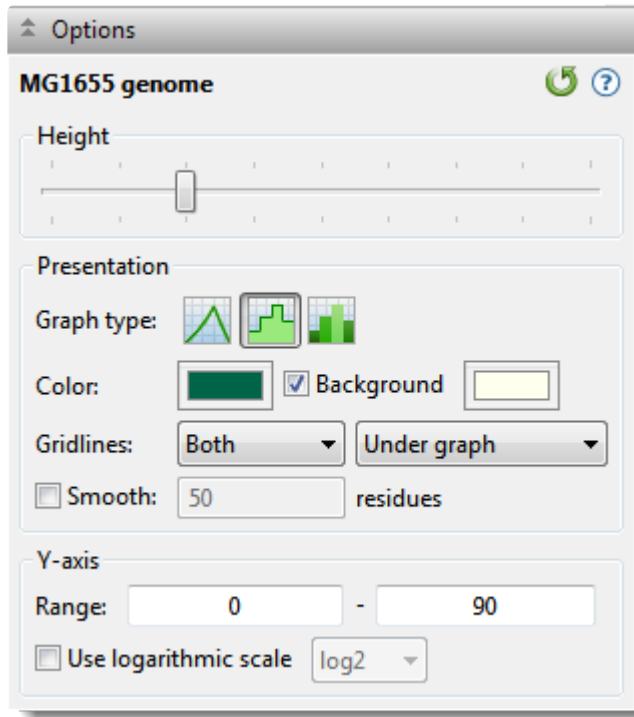 Options
MG1655 genome ?
Height
Presentation
Graph type:
Color: Background
Gridlines: Both Under graph
Smooth: 50 residues
Y-axis
Range: 0 - 90
Use logarithmic scale log2